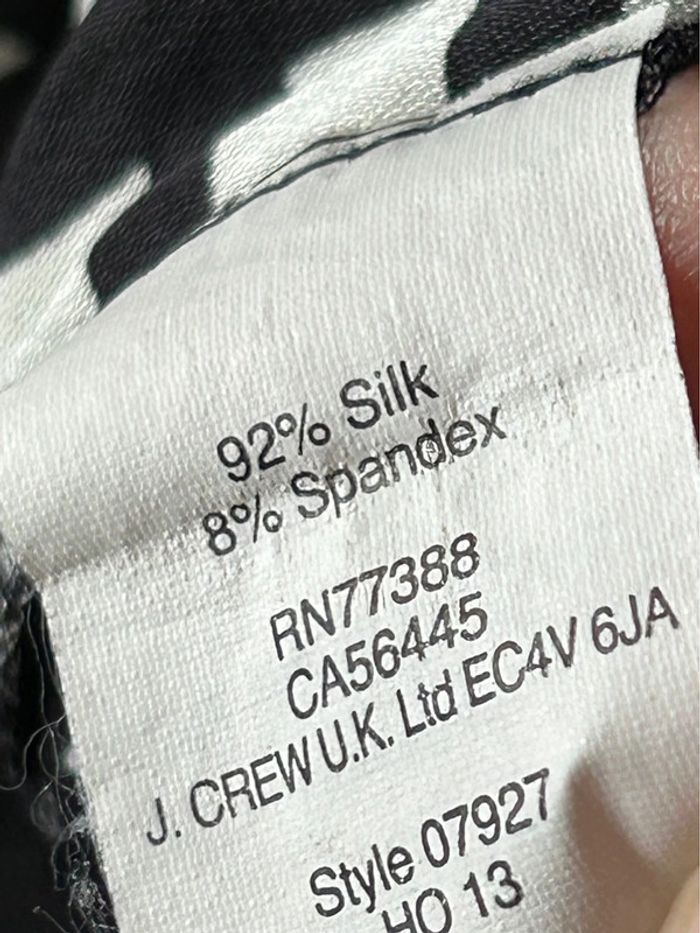 92% Silk
8% Spandex
RN77388
CA56445
J. CREW U.K. Ltd EC4V 6JA
Style 07927
HO 13